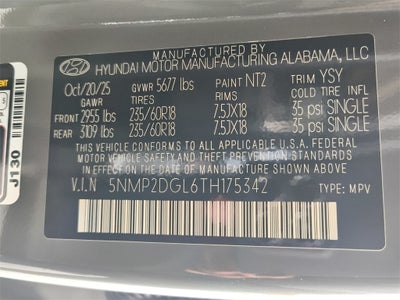 MANUFACTURED BY
HYUNDAI MOTOR MANUFACTURING ALABAMA, LLC
Oct/20/25 GVWR 5677 lbs PAINT NT2 TRIM YSY
GAWR TIRES RIMS COLD TIRE INFL
FRONT 2955 lbs 235/60R18 7.5JX18 35 psi SINGLE
REAR 3109 lbs 235/60R18 7.5JX18 35 psi SINGLE
THIS VEHICLE CONFORMS TO ALL APPLICABLE U.S.A. FEDERAL
MOTOR VEHICLE SAFETY AND THEFT PREVENTION STANDARDS
IN EFFECT ON THE DATE OF MANUFACTURE SHOWN ABOVE.
V.I.N 5NMP2DGL6TH175342 TYPE: MPV
J130